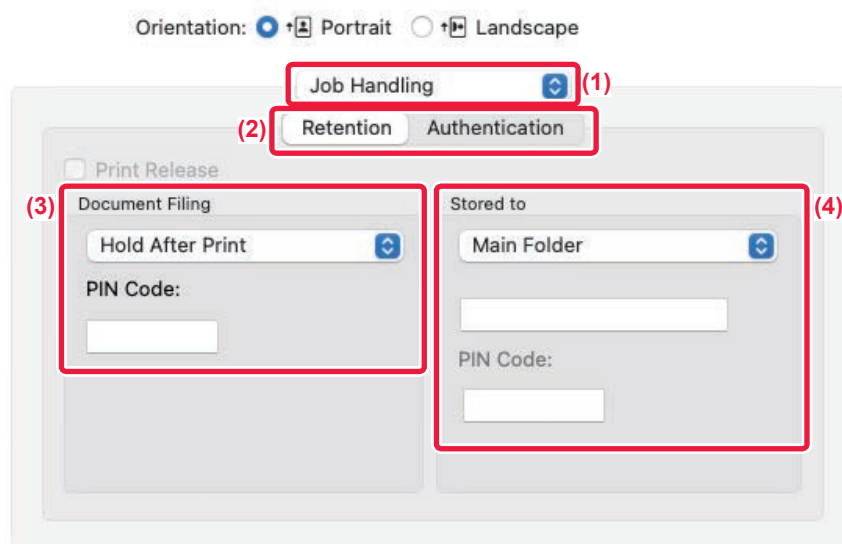 Orientation: Portrait Landscape
Job Handling (1)
(2) Retention Authentication
Print Release
(3) Document Filing Stored to (4)
Hold After Print Main Folder
PIN Code:
PIN Code: